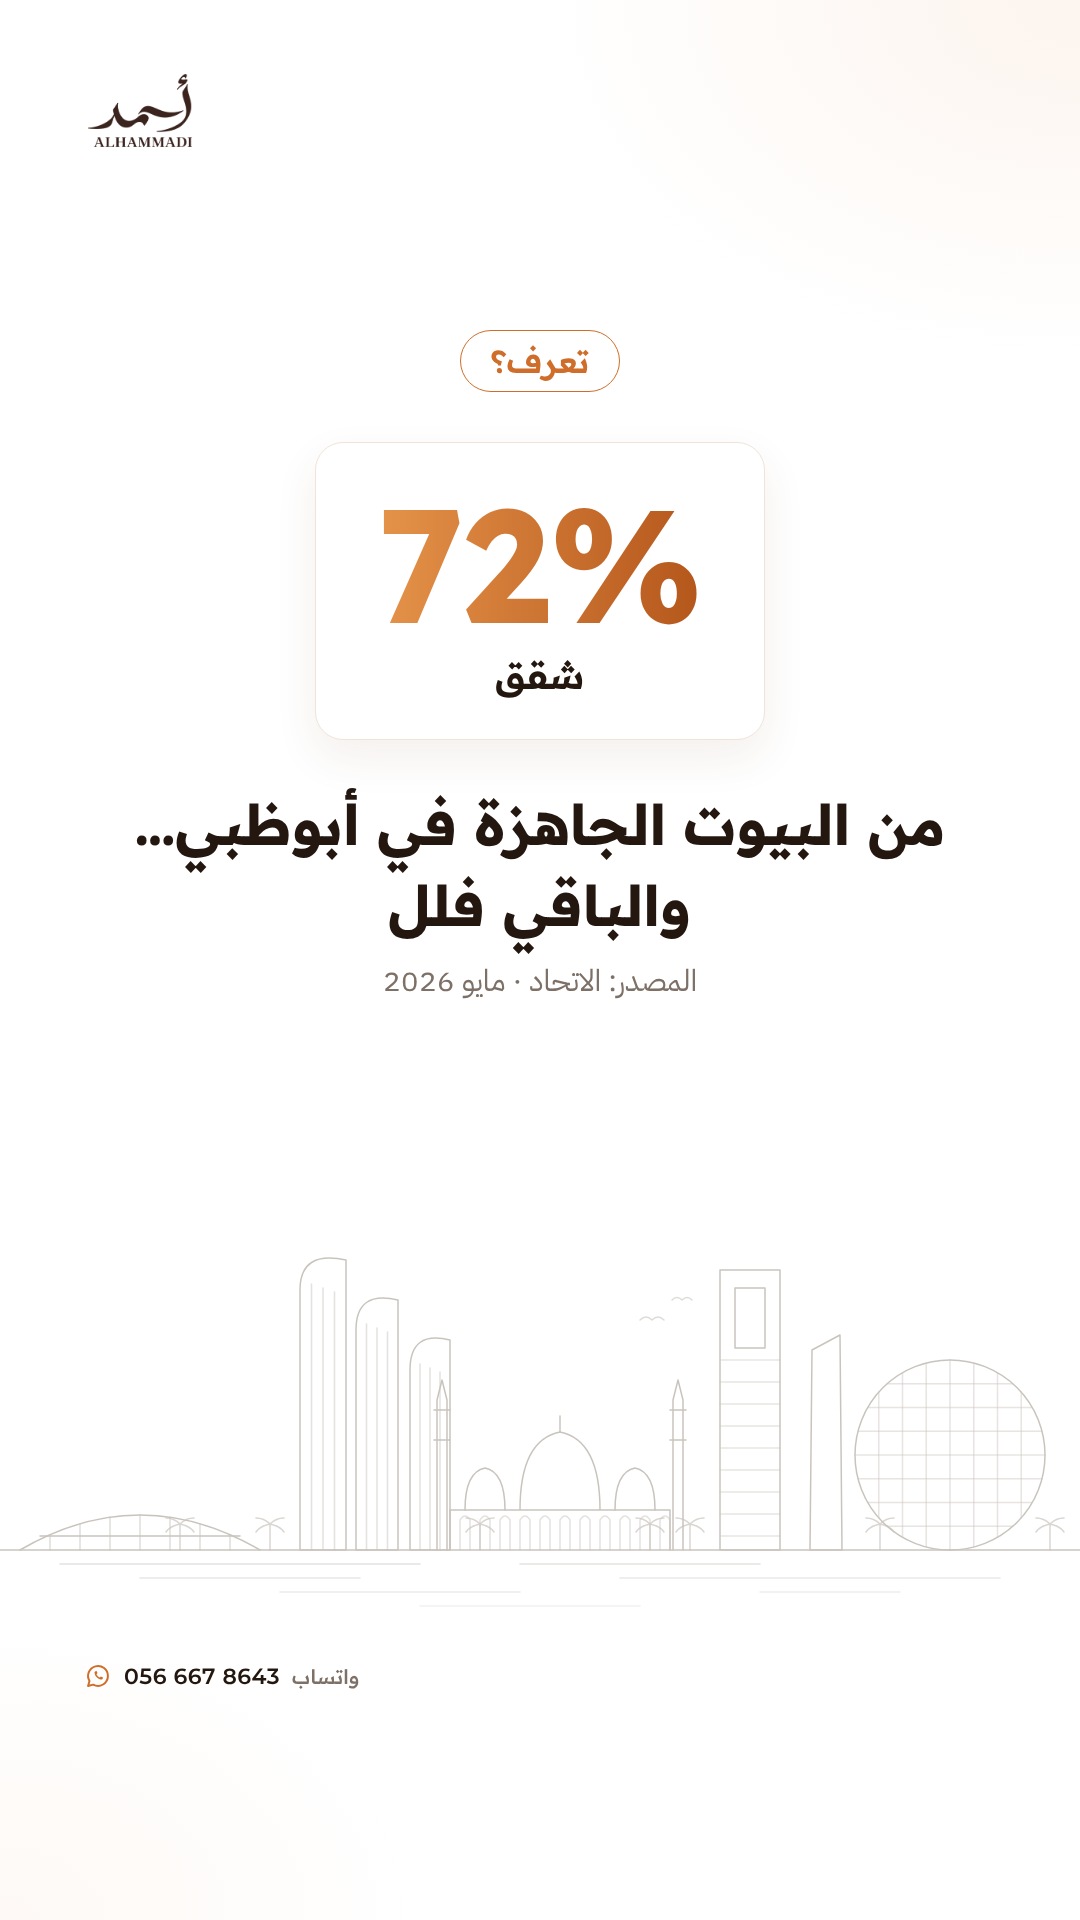 أحمد
ALHAMMADI
تعرف؟
72%
شقق
من البيوت الجاهزة في أبوظبي...
والباقي فلل
المصدر: الاتحاد · مايو 2026
056 667 8643 واتساب